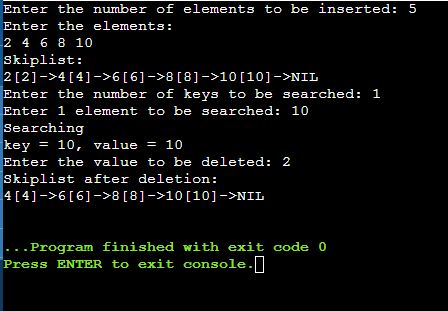 Enter the number of elements to be inserted: 5
Enter the elements:
2 4 6 8 10
Skiplist:
2[2]->4[4]->6[6]->8[8]->10[10]->NIL
Enter the number of keys to be searched: 1
Enter 1 element to be searched: 10
Searching
key = 10, value = 10
Enter the value to be deleted: 2
Skiplist after deletion:
4[4]->6[6]->8[8]->10[10]->NIL
...Program finished with exit code 0
Press ENTER to exit console.